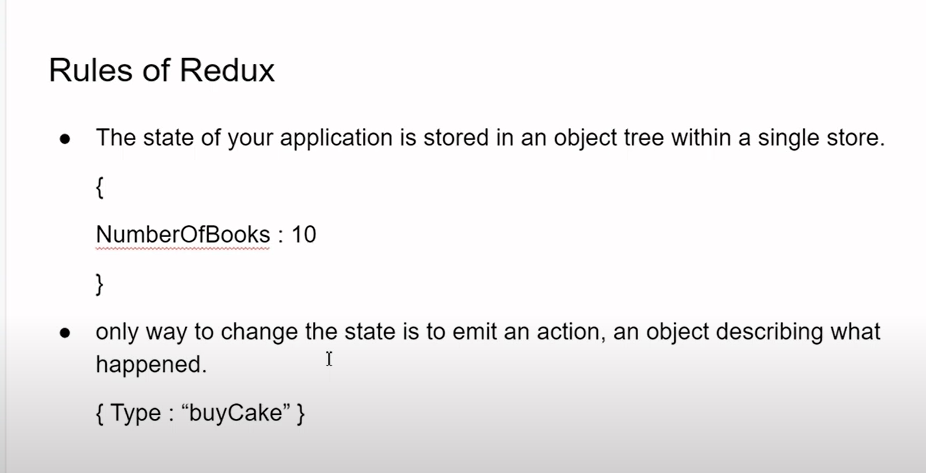 Rules of Redux
● The state of your application is stored in an object tree within a single store.
{
NumberOfBooks : 10
}
● only way to change the state is to emit an action, an object describing what
happened.
{ Type : “buyCake” }